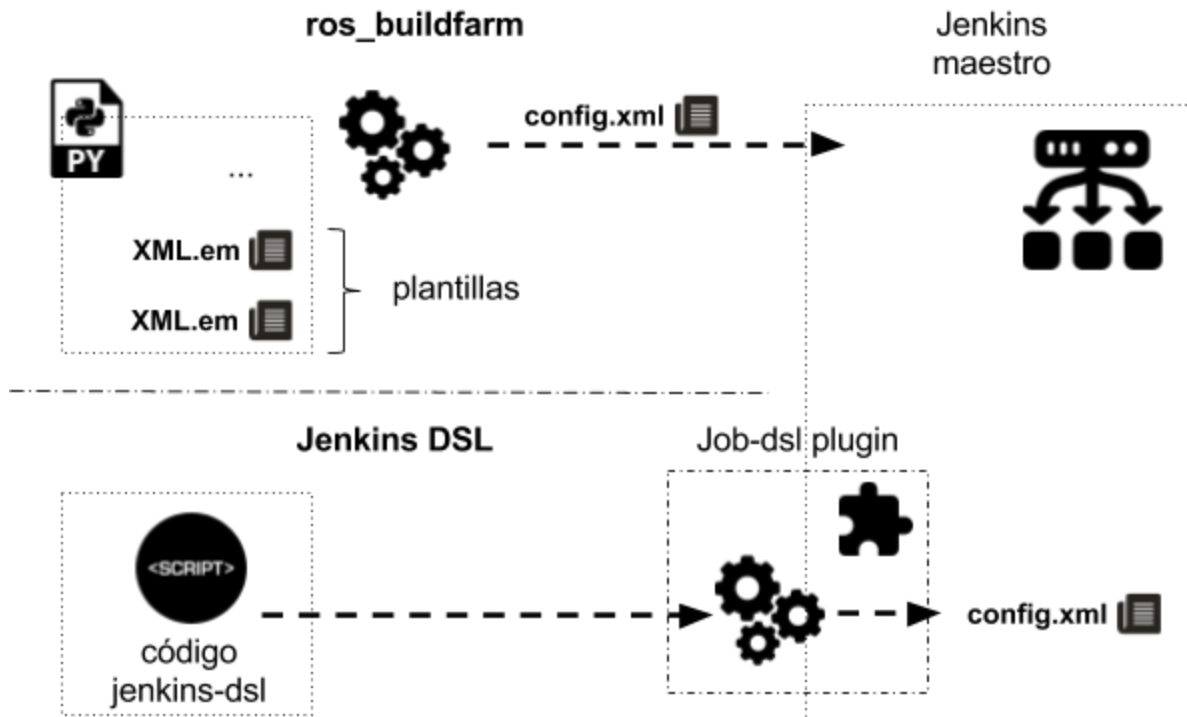 ros_buildfarm
Jenkins
maestro
PY
config.xml
...
XML.em
XML.em
plantillas
Jenkins DSL
Job-dsl plugin
<SCRIPT>
código
jenkins-dsl
config.xml